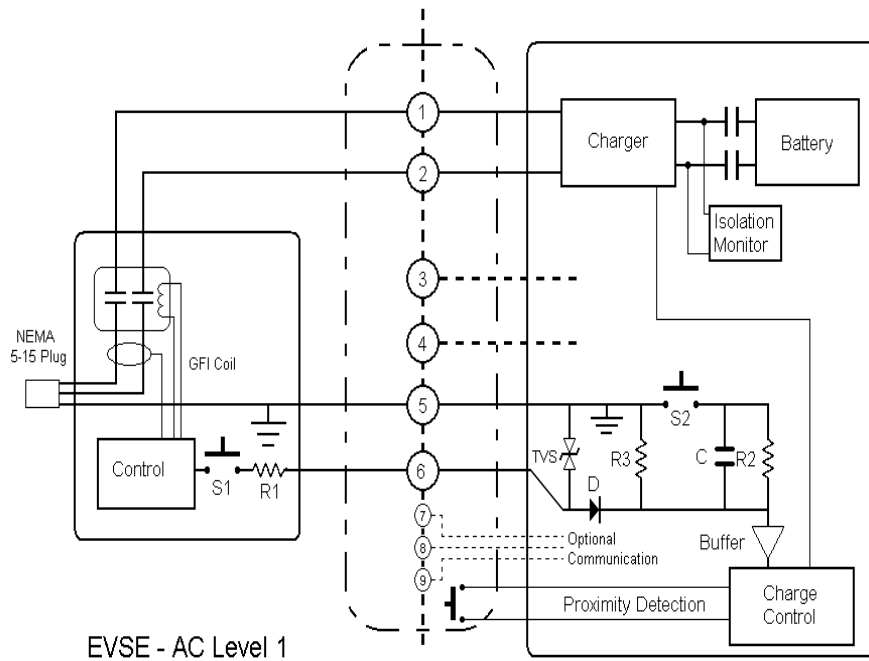 1
Charger
Battery
2
Isolation
Monitor
3
NEMA
5-15 Plug
GFI Coil
4
5
S2
Control
S1
R1
6
TVS
R3
C
R2
D
7
Optional
8
Communication
9
Buffer
Proximity Detection
Charge
Control
EVSE - AC Level 1